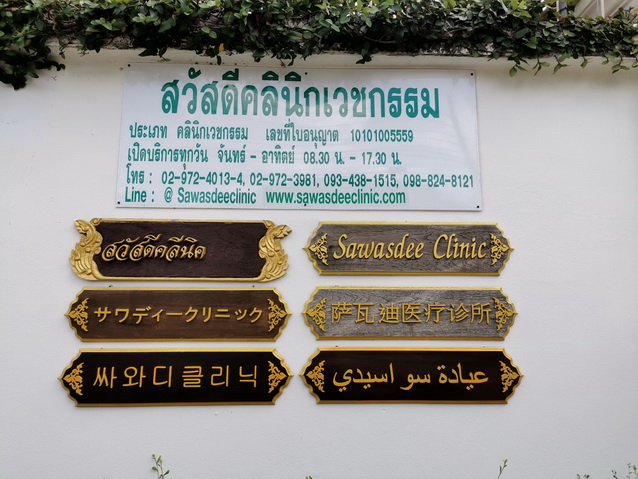 สวัสดีคลินิกเวชกรรม
ประเภท คลินิกเวชกรรม เลขที่ใบอนุญาต 10101005559
เปิดบริการทุกวัน จันทร์ - อาทิตย์ 08.30 น. - 17.30 น.
โทร : 02-972-4013-4, 02-972-3981, 093-438-1515, 098-824-8121
Line : @ Sawasdeeclinic www.sawasdeeclinic.com
สวัสดีคลีนิค
Sawasdee Clinic
サワディークリニック
萨瓦迪医疗诊所
싸와디클리닉
عيادة سو اسيدي